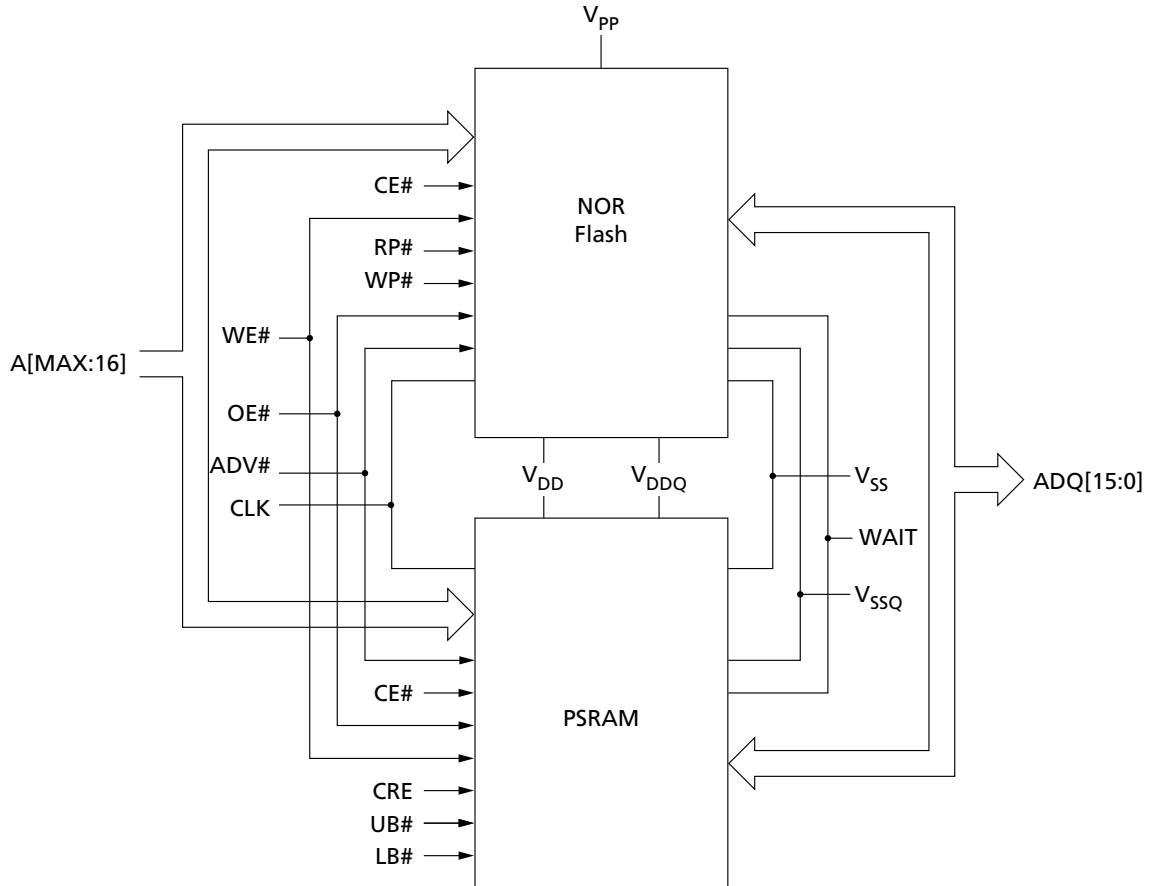 V_PP
NOR
Flash
CE#
RP#
WP#
WE#
A[MAX:16]
OE#
ADV#
CLK
V_DD
V_DDQ
V_SS
ADQ[15:0]
WAIT
V_SSQ
PSRAM
CE#
CRE
UB#
LB#